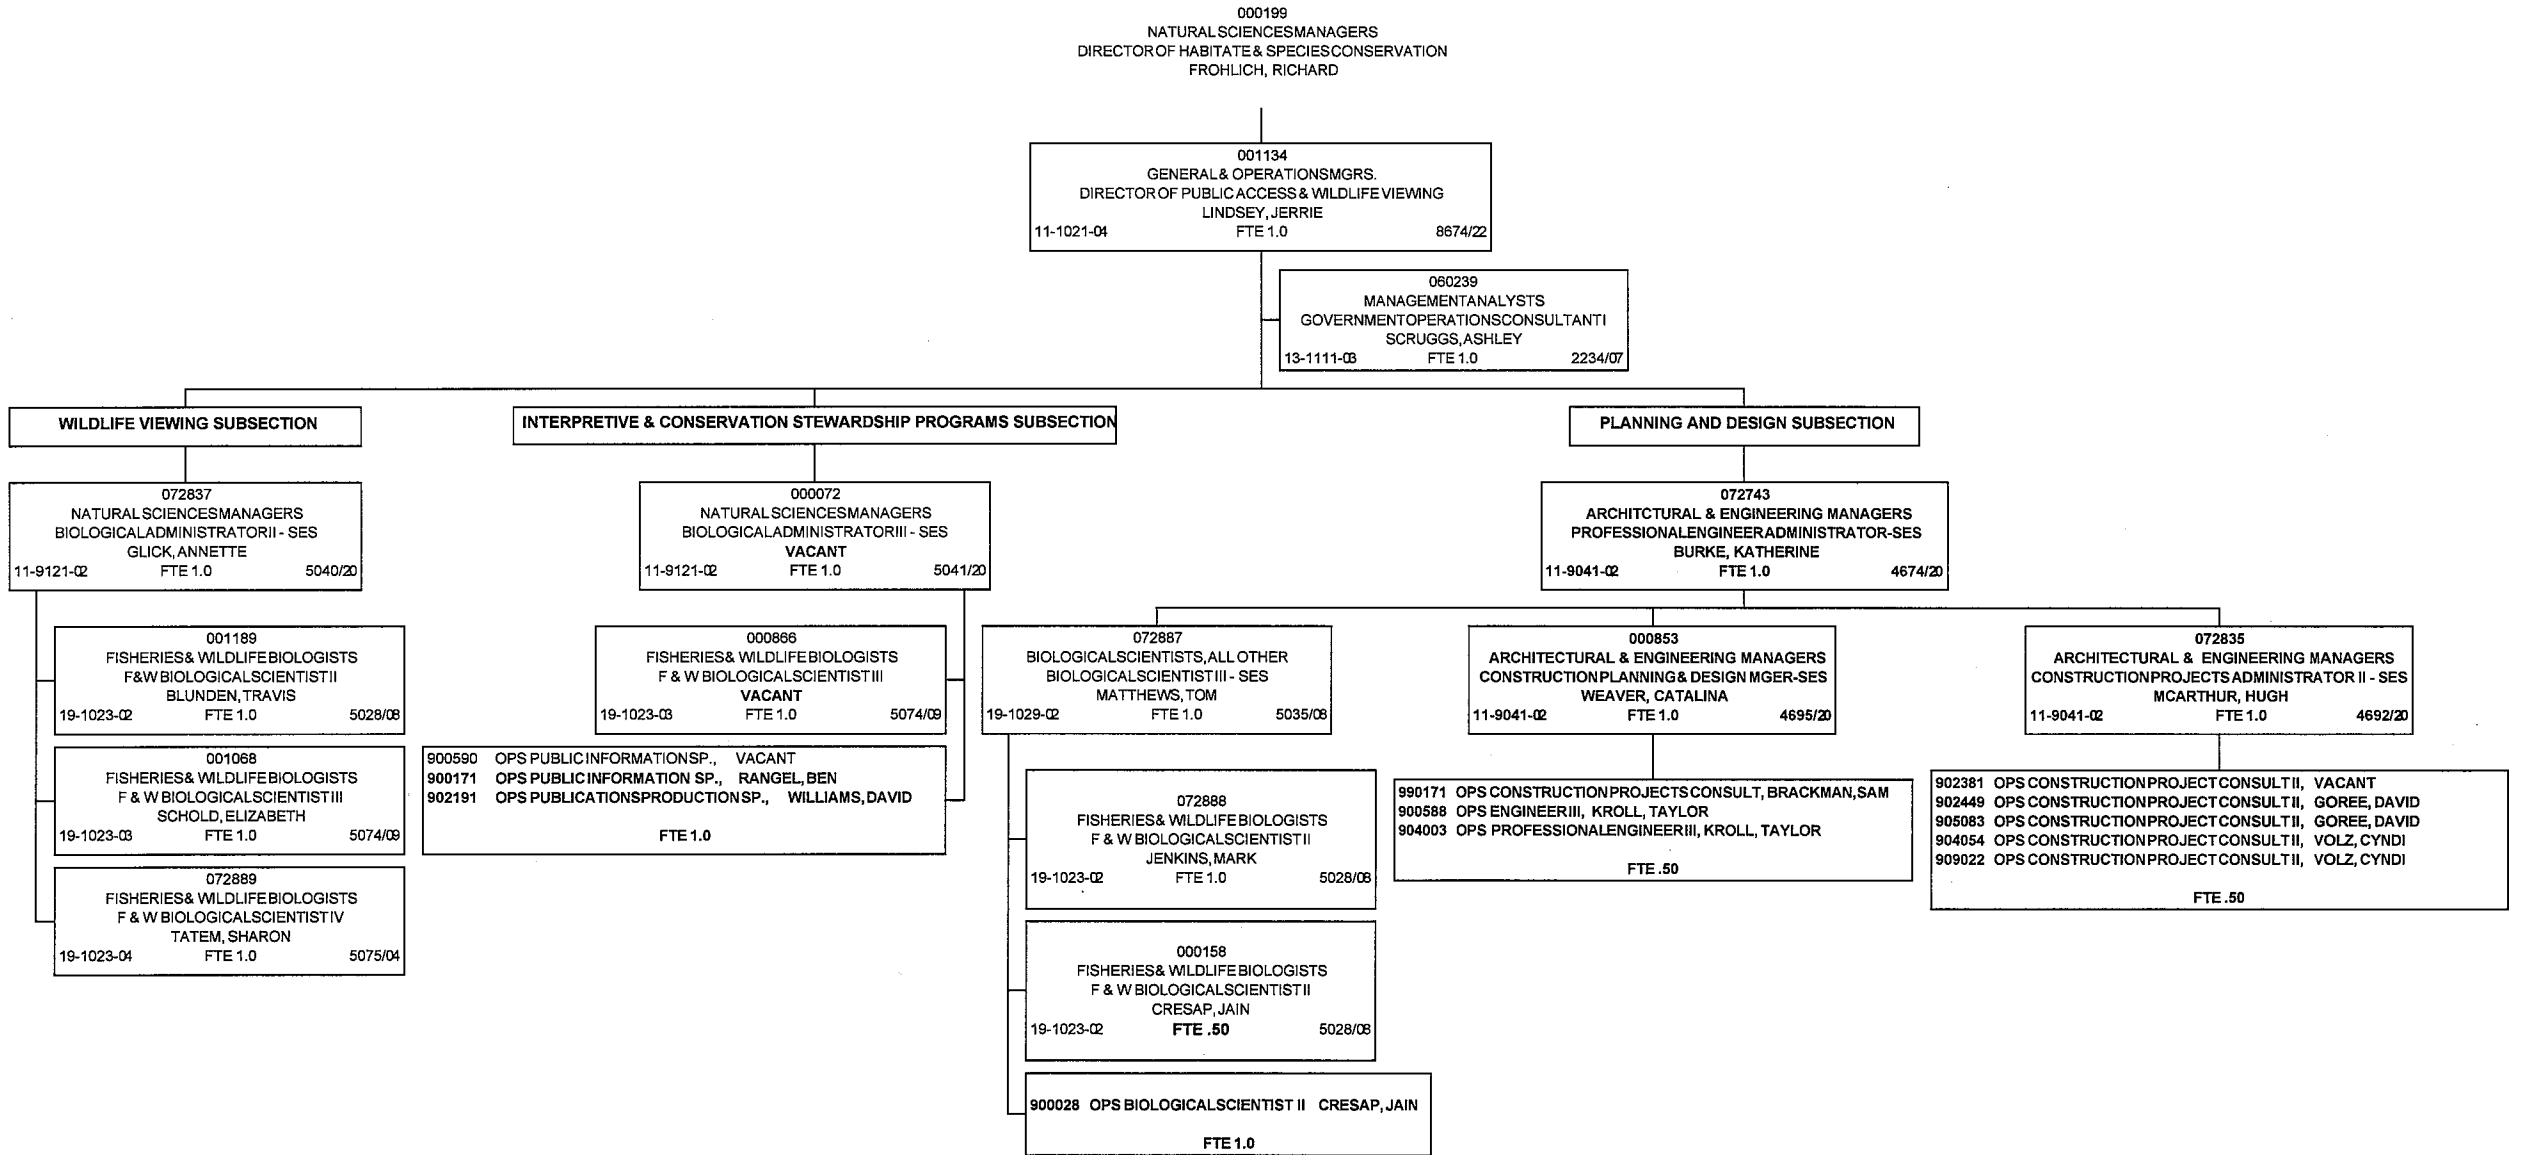 000199
NATURAL SCIENCES MANAGERS
DIRECTOR OF HABITATE & SPECIES CONSERVATION
FROHLICH, RICHARD
001134
GENERAL & OPERATIONS MGRS.
DIRECTOR OF PUBLIC ACCESS & WILDLIFE VIEWING
LINDSEY, JERRIE
11-1021-04 FTE 1.0 8674/22
060239
MANAGEMENT ANALYSTS
GOVERNMENT OPERATIONS CONSULTANT I
SCRUGGS, ASHLEY
13-1111-03 FTE 1.0 2234/07
WILDLIFE VIEWING SUBSECTION
072837
NATURAL SCIENCES MANAGERS
BIOLOGICAL ADMINISTRATOR II - SES
GLICK, ANNETTE
11-9121-02 FTE 1.0 5040/20
001189
FISHERIES & WILDLIFE BIOLOGISTS
F&W BIOLOGICAL SCIENTIST II
BLUNDEN, TRAVIS
19-1023-02 FTE 1.0 5028/08
001068
FISHERIES & WILDLIFE BIOLOGISTS
F & W BIOLOGICAL SCIENTIST III
SCHOLD, ELIZABETH
19-1023-03 FTE 1.0 5074/09
072889
FISHERIES & WILDLIFE BIOLOGISTS
F & W BIOLOGICAL SCIENTIST IV
TATEM, SHARON
19-1023-04 FTE 1.0 5075/04
INTERPRETIVE & CONSERVATION STEWARDSHIP PROGRAMS SUBSECTION
000072
NATURAL SCIENCES MANAGERS
BIOLOGICAL ADMINISTRATOR III - SES
VACANT
11-9121-02 FTE 1.0 5041/20
000866
FISHERIES & WILDLIFE BIOLOGISTS
F & W BIOLOGICAL SCIENTIST III
VACANT
19-1023-03 FTE 1.0 5074/09
900590 OPS PUBLIC INFORMATION SP., VACANT
900171 OPS PUBLIC INFORMATION SP., RANGEL, BEN
902191 OPS PUBLICATIONS PRODUCTION SP., WILLIAMS, DAVID
FTE 1.0
PLANNING AND DESIGN SUBSECTION
072743
ARCHITCTURAL & ENGINEERING MANAGERS
PROFESSIONAL ENGINEER ADMINISTRATOR-SES
BURKE, KATHERINE
11-9041-02 FTE 1.0 4674/20
072887
BIOLOGICAL SCIENTISTS, ALL OTHER
BIOLOGICAL SCIENTIST III - SES
MATTHEWS, TOM
19-1029-02 FTE 1.0 5035/08
072888
FISHERIES & WILDLIFE BIOLOGISTS
F & W BIOLOGICAL SCIENTIST II
JENKINS, MARK
19-1023-02 FTE 1.0 5028/08
000158
FISHERIES & WILDLIFE BIOLOGISTS
F & W BIOLOGICAL SCIENTIST II
CRESAP, JAIN
19-1023-02 FTE .50 5028/08
900028 OPS BIOLOGICAL SCIENTIST II CRESAP, JAIN
FTE 1.0
000853
ARCHITECTURAL & ENGINEERING MANAGERS
CONSTRUCTION PLANNING & DESIGN MGER-SES
WEAVER, CATALINA
11-9041-02 FTE 1.0 4695/20
990171 OPS CONSTRUCTION PROJECTS CONSULT, BRACKMAN, SAM
900588 OPS ENGINEER III, KROLL, TAYLOR
904003 OPS PROFESSIONAL ENGINEER III, KROLL, TAYLOR
FTE .50
072835
ARCHITECTURAL & ENGINEERING MANAGERS
CONSTRUCTION PROJECTS ADMINISTRATOR II - SES
MCARTHUR, HUGH
11-9041-02 FTE 1.0 4692/20
902381 OPS CONSTRUCTION PROJECT CONSULT II, VACANT
902449 OPS CONSTRUCTION PROJECT CONSULT II, GOREE, DAVID
905083 OPS CONSTRUCTION PROJECT CONSULT II, GOREE, DAVID
904054 OPS CONSTRUCTION PROJECT CONSULT II, VOLZ, CYNDI
909022 OPS CONSTRUCTION PROJECT CONSULT II, VOLZ, CYNDI
FTE .50